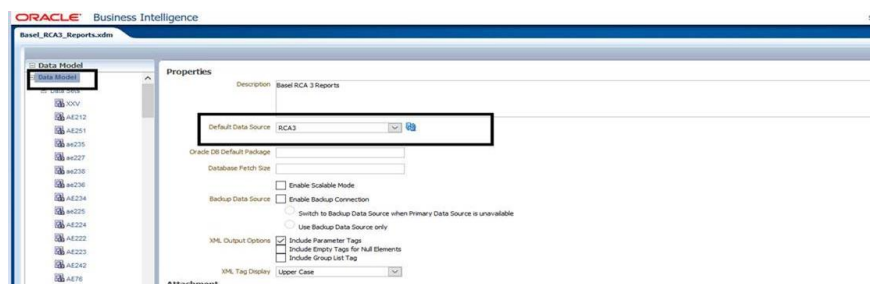 ORACLE Business Intelligence
Basel_RCA3_Reports.xdm
Data Model
Data Model
Data Sets
XXV
AE212
AE251
ae235
ae227
ae238
ae236
AE234
ae225
AE224
AE222
AE223
AE242
AE76
Properties
Description Basel RCA 3 Reports
Default Data Source RCA3
Oracle DB Default Package
Database Fetch Size
Enable Scalable Mode
Backup Data Source Enable Backup Connection
Switch to Backup Data Source when Primary Data Source is unavailable
Use Backup Data Source only
XML Output Options Include Parameter Tags
Include Empty Tags for Null Elements
Include Group List Tag
XML Tag Display Upper Case
Attachment